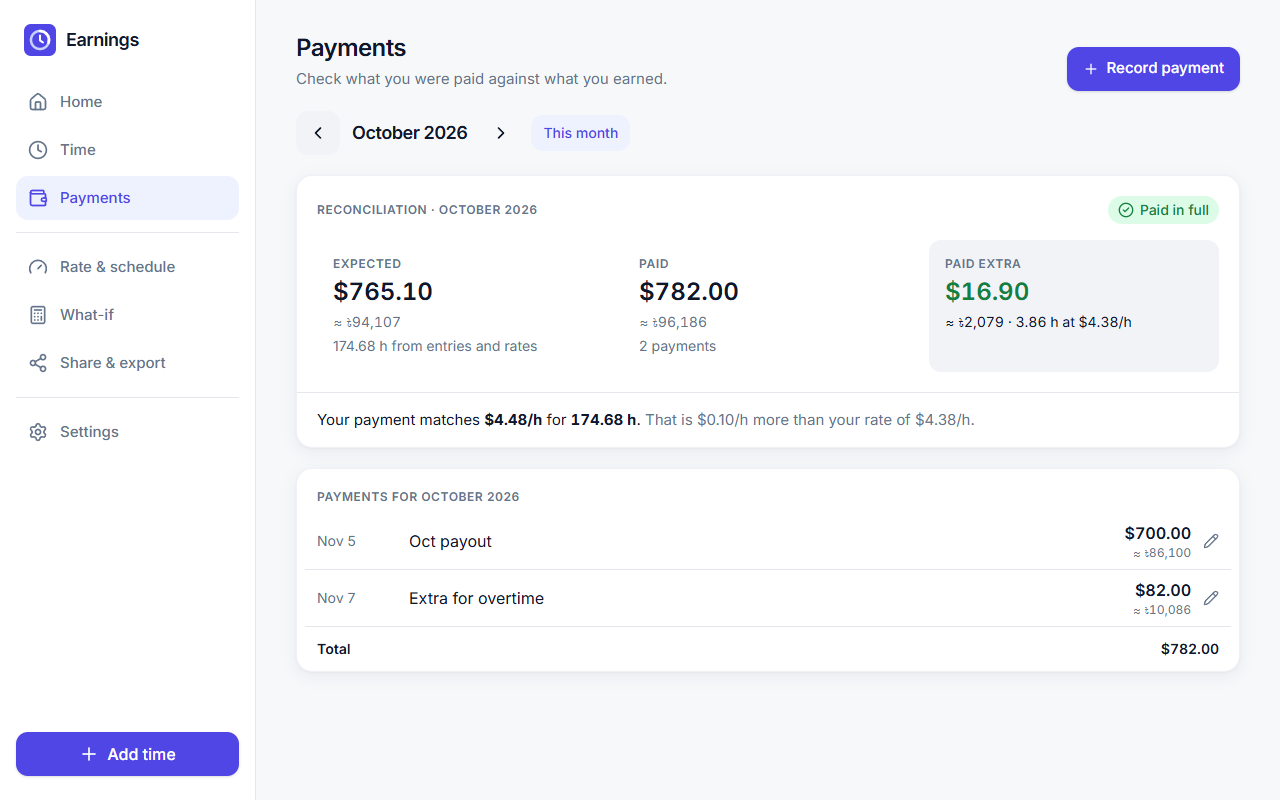 Earnings
Home
Time
Payments
Rate & schedule
What-if
Share & export
Settings
Add time
Payments
Check what you were paid against what you earned.
Record payment
October 2026
This month
RECONCILIATION · OCTOBER 2026
Paid in full
EXPECTED
$765.10
≈ ৳94,107
174.68 h from entries and rates
PAID
$782.00
≈ ৳96,186
2 payments
PAID EXTRA
$16.90
≈ ৳2,079 · 3.86 h at $4.38/h
Your payment matches $4.48/h for 174.68 h. That is $0.10/h more than your rate of $4.38/h.
PAYMENTS FOR OCTOBER 2026
Nov 5 Oct payout $700.00
≈ ৳86,100
Nov 7 Extra for overtime $82.00
≈ ৳10,086
Total $782.00